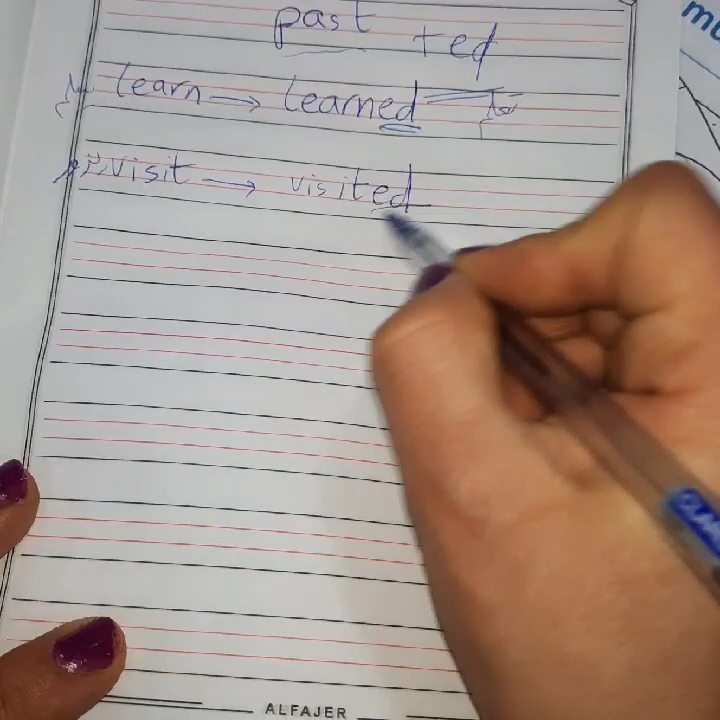 past +ed
learn → learned
visit → visited
ALFAJER